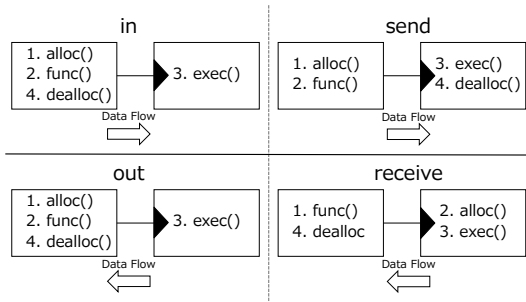 in
1. alloc()
2. func()
4. dealloc()
3. exec()
Data Flow
send
1. alloc()
2. func()
3. exec()
4. dealloc()
Data Flow
out
1. alloc()
2. func()
4. dealloc()
3. exec()
Data Flow
receive
1. func()
4. dealloc
2. alloc()
3. exec()
Data Flow